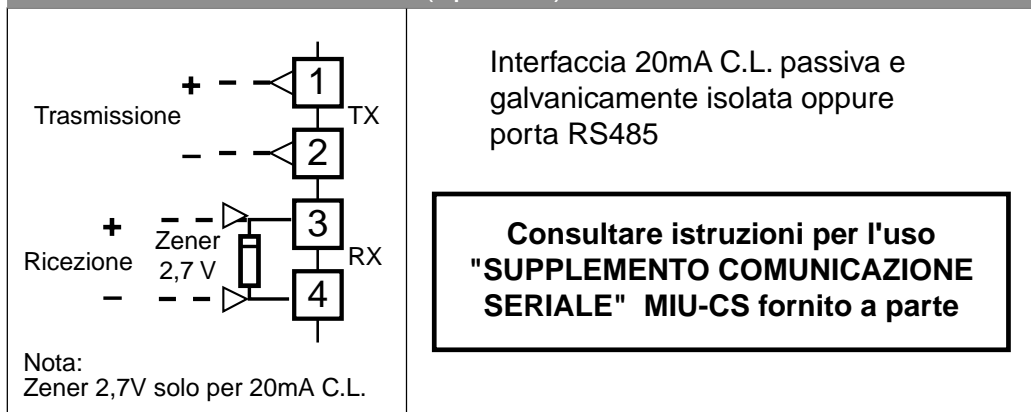 +
1
Trasmissione
TX
–
2
+
3
Zener
Ricezione
2,7 V
RX
–
4
Nota:
Zener 2,7V solo per 20mA C.L.
Interfaccia 20mA C.L. passiva e
galvanicamente isolata oppure
porta RS485
Consultare istruzioni per l'uso
"SUPPLEMENTO COMUNICAZIONE
SERIALE" MIU-CS fornito a parte